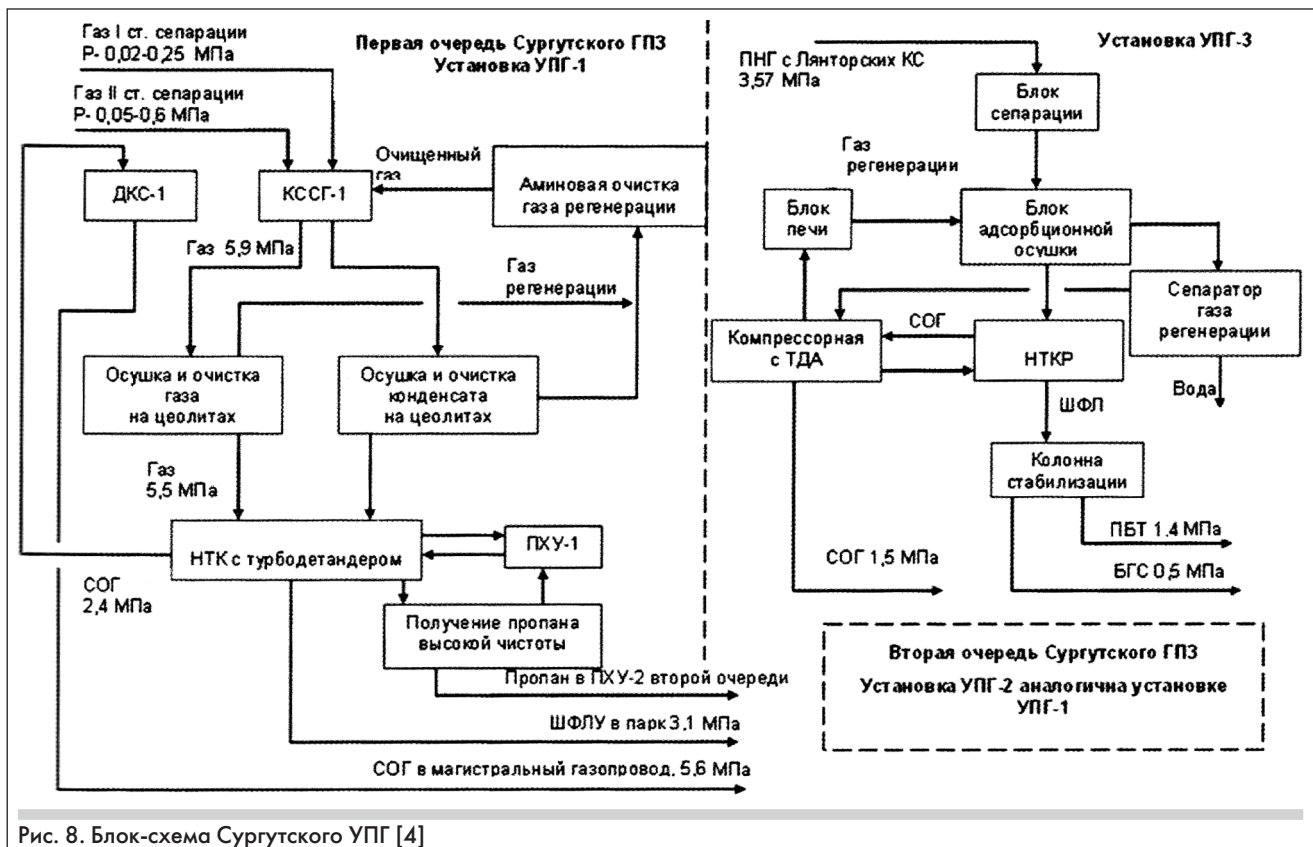 Газ I ст. сепарации
Р- 0,02-0,25 МПа
Газ II ст. сепарации
Р- 0,05-0,6 МПа
Первая очередь Сургутского ГПЗ
Установка УПГ-1
ДКС-1
КССГ-1
Очищенный
газ
Аминовая очистка
газа регенерации
Газ 5,9 МПа
Газ
регенерации
Осушка и очистка
газа
на цеолитах
Осушка и очистка
конденсата
на цеолитах
Газ
5,5 МПа
НТК с турбодетандером
ПХУ-1
СОГ
2,4 МПа
Получение пропана
высокой чистоты
Пропан в ПХУ-2 второй очереди
ШФЛУ в парк 3,1 МПа
СОГ в магистральный газопровод, 5,6 МПа
Установка УПГ-3
ПНГ с Лянторских КС
3,57 МПа
Блок
сепарации
Газ
регенерации
Блок
печи
Блок
адсорбционной
осушки
Сепаратор
газа
регенерации
Компрессорная
с ТДА
СОГ
НТКР
Вода
ШФЛ
Колонна
стабилизации
ПБТ 1.4 МПа
СОГ 1,5 МПа
БГС 0,5 МПа
Вторая очередь Сургутского ГПЗ
Установка УПГ-2 аналогична установке
УПГ-1
Рис. 8. Блок-схема Сургутского УПГ [4]